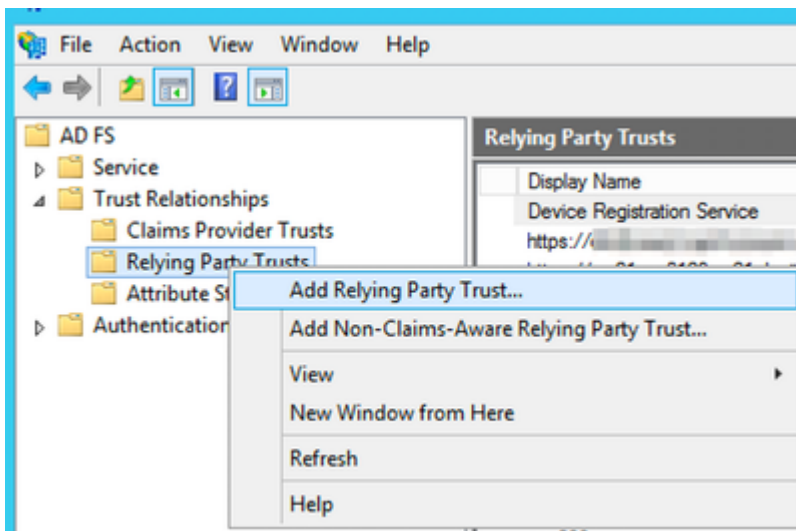 File Action View Window Help
AD FS
Service
Trust Relationships
Claims Provider Trusts
Relying Party Trusts
Attribute St
Authentication
Relying Party Trusts
Display Name
Device Registration Service
https://
Add Relying Party Trust...
Add Non-Claims-Aware Relying Party Trust...
View
New Window from Here
Refresh
Help